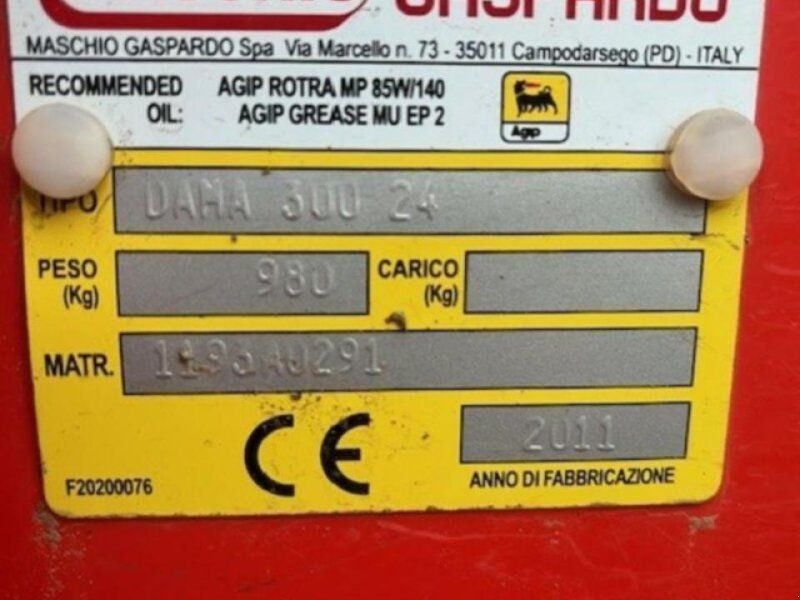 GASPARDO
MASCHIO GASPARDO Spa Via Marcello n. 73 - 35011 Campodarsego (PD) - ITALY
RECOMMENDED OIL: AGIP ROTRA MP 85W/140
AGIP GREASE MU EP 2
Agip
TIPO DAMA 300 24
PESO (Kg) 980 CARICO (Kg)
MATR.
CE 2011
F20200076 ANNO DI FABBRICAZIONE